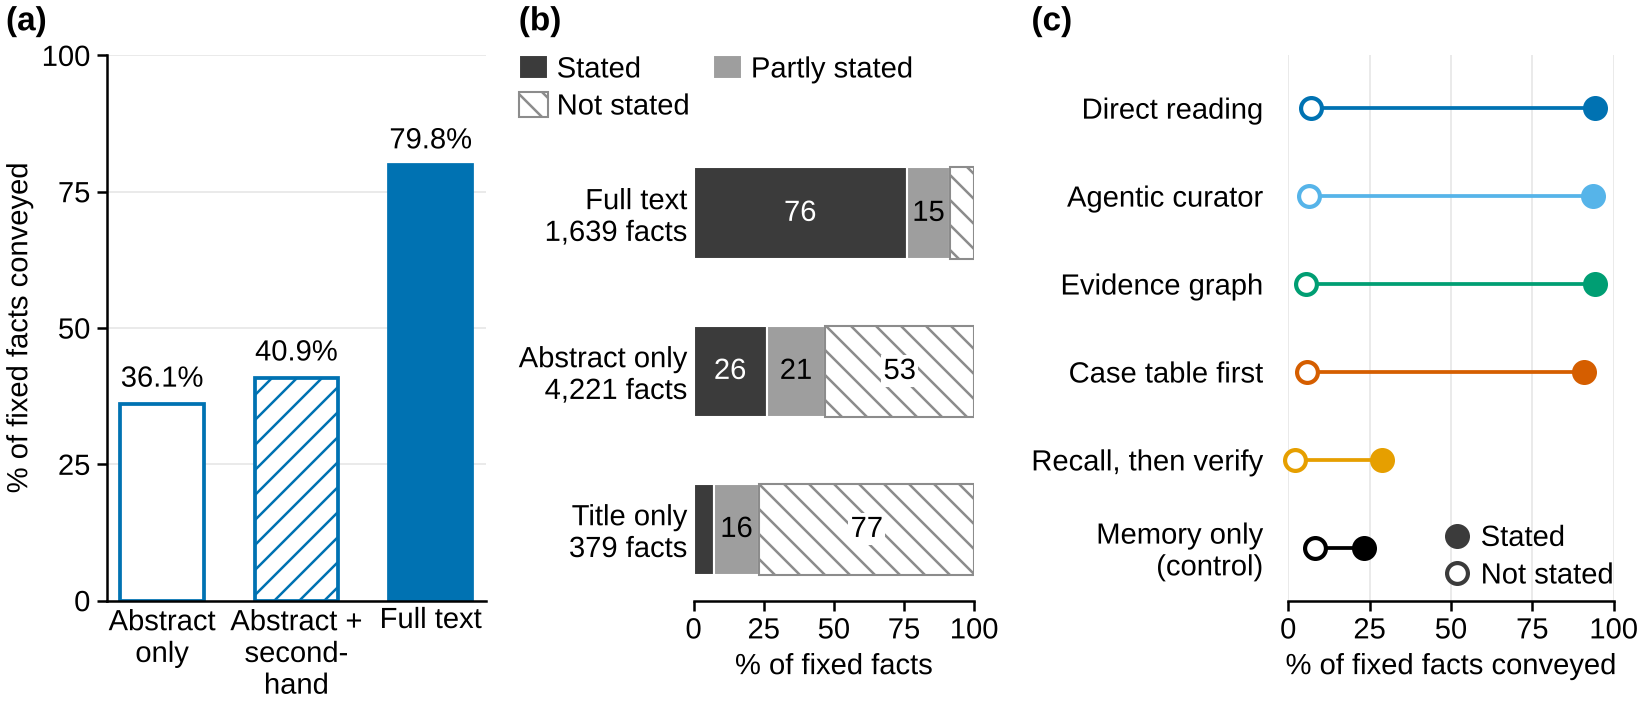 (a)
% of fixed facts conveyed
100
75
50
25
0
36.1%
40.9%
79.8%
Abstract
only
Abstract +
second-
hand
Full text
(b)
Stated
Partly stated
Not stated
Full text
1,639 facts
76
15
Abstract only
4,221 facts
26
21
53
Title only
379 facts
16
77
0
25
50
75
100
% of fixed facts
(c)
Direct reading
Agentic curator
Evidence graph
Case table first
Recall, then verify
Memory only
(control)
Stated
Not stated
0
25
50
75
100
% of fixed facts conveyed